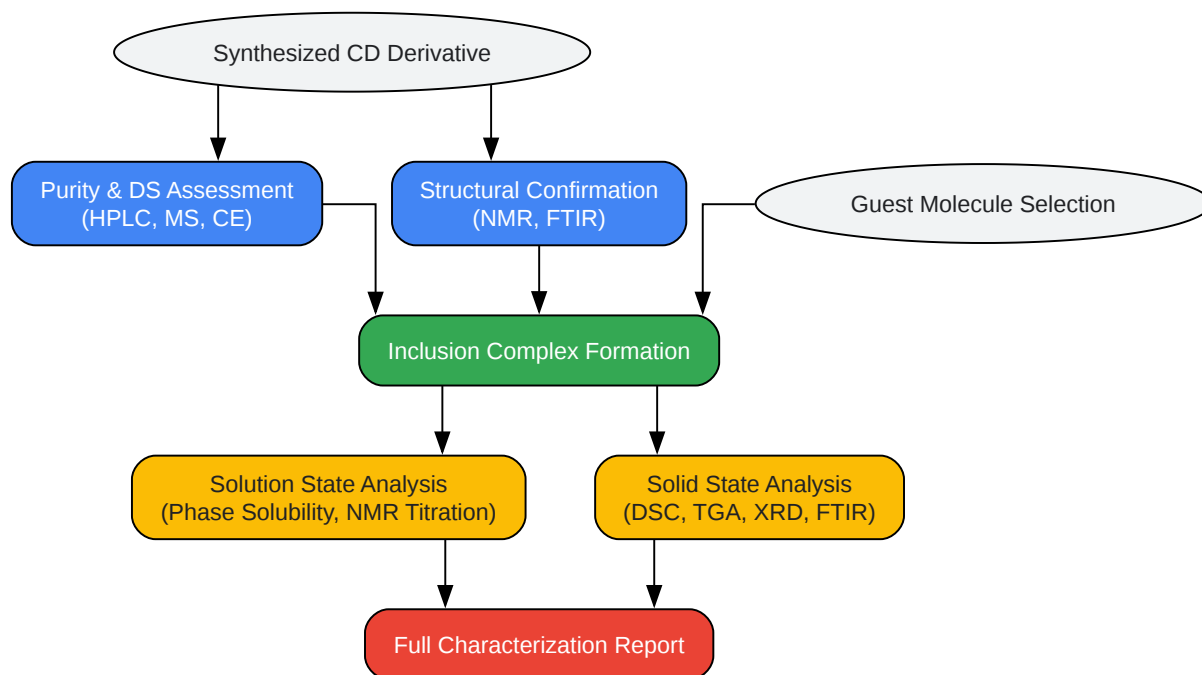 Synthesized CD Derivative
Purity & DS Assessment
(HPLC, MS, CE)
Structural Confirmation
(NMR, FTIR)
Guest Molecule Selection
Inclusion Complex Formation
Solution State Analysis
(Phase Solubility, NMR Titration)
Solid State Analysis
(DSC, TGA, XRD, FTIR)
Full Characterization Report